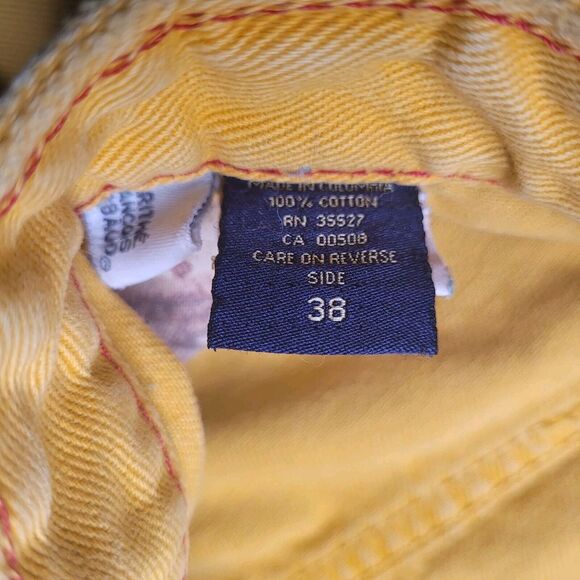 MADE IN COLOMBIA
100% COTTON
RN 35527
CA 00508
CARE ON REVERSE
SIDE
38